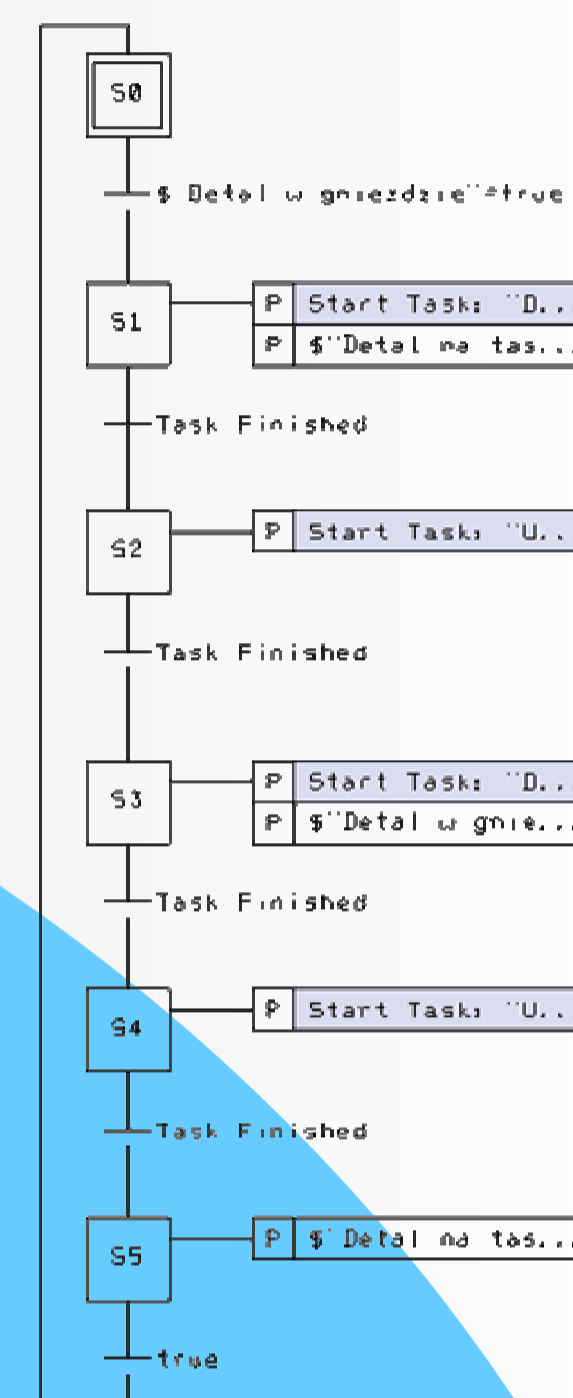 S0
$ Detal w gniezdzie¨=true
S1
P Start Task: ¨D...
P $¨Detal na tas...
Task Finished
S2
P Start Task: ¨U..
Task Finished
S3
P Start Task: ¨D...
P $¨Detal w gnie...
Task Finished
S4
P Start Task: ¨U..
Task Finished
S5
P $¨Detal na tas...
true